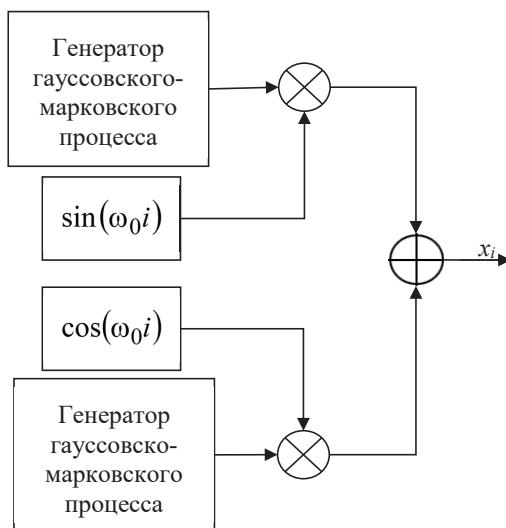 Генератор
гауссовского-
марковского
процесса
sin(ω₀i)
xᵢ
cos(ω₀i)
Генератор
гауссовско-
марковского
процесса